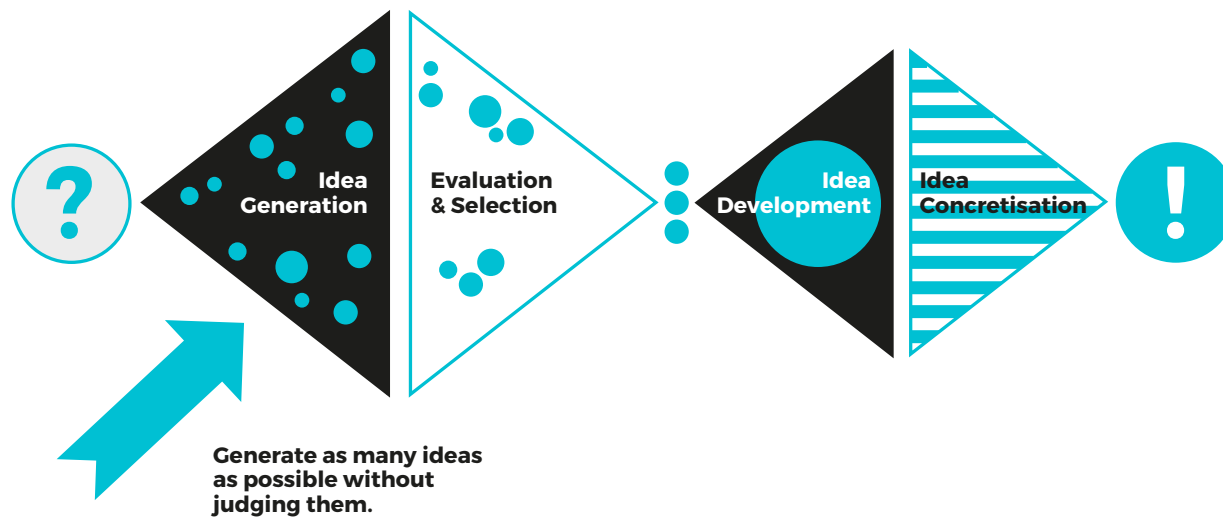 ?
Idea
Generation
Evaluation
& Selection
Idea
Development
Idea
Concretisation
!
Generate as many ideas
as possible without
judging them.